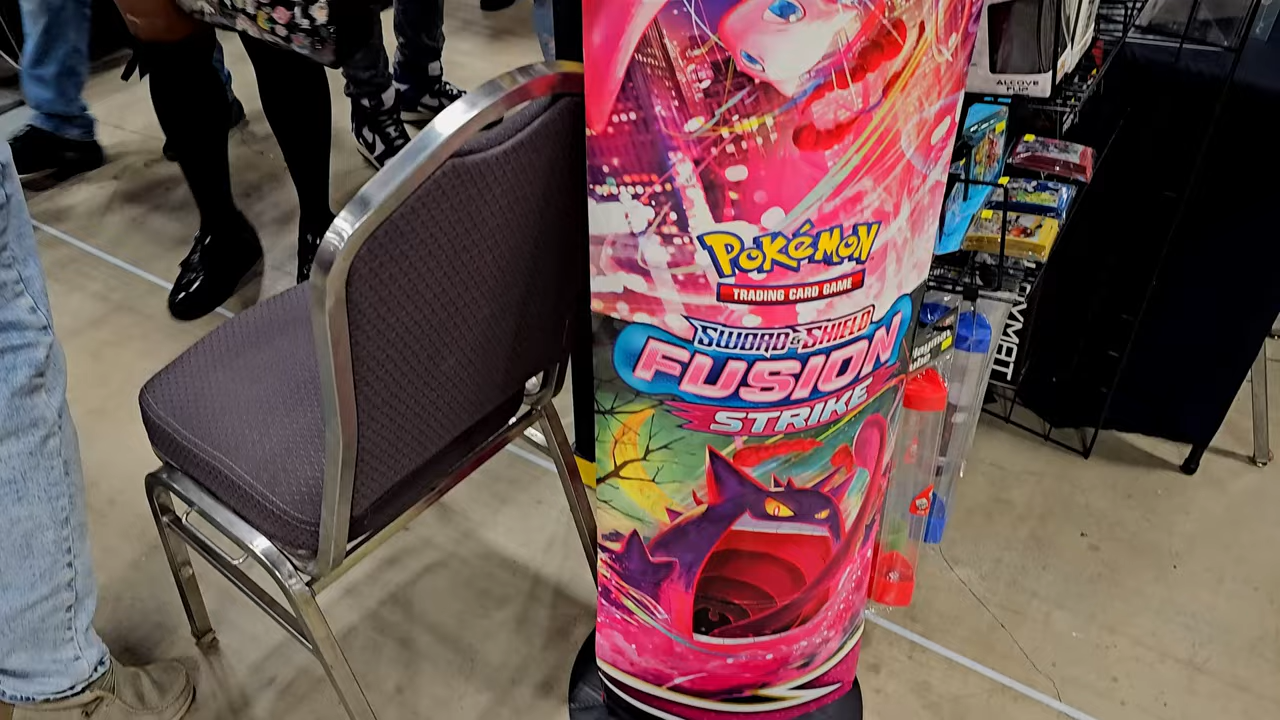 ALCOVE
FLIP
POKéMON
TRADING CARD GAME
SWORD & SHIELD
FUSION
STRIKE